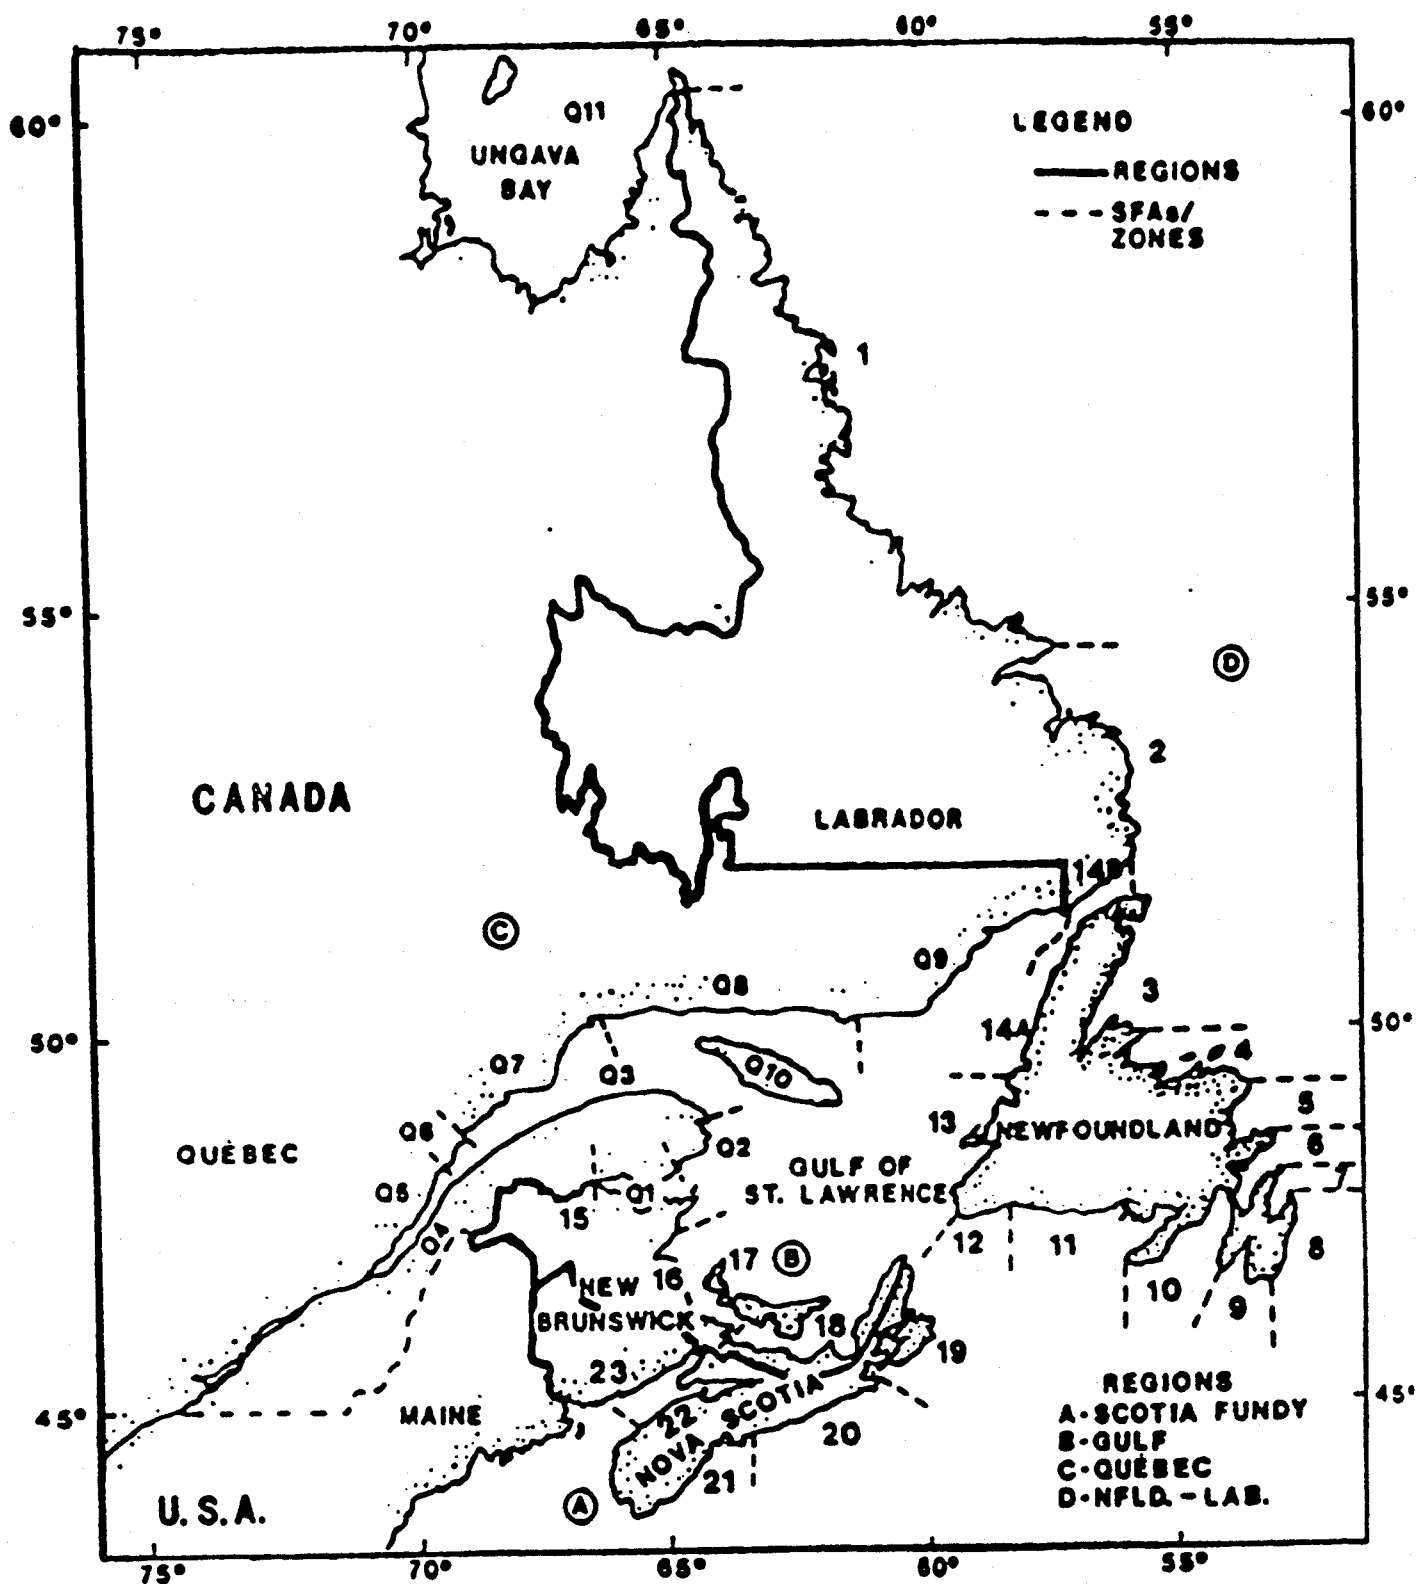 75° 70° 65° 60° 55°
60° 60°
Q11
UNGAVA
BAY
LEGEND
REGIONS
SFAs/
ZONES
1
55° 55°
D
2
CANADA
LABRADOR
14B
C
Q9
Q8
3
14A
50° 50°
4
Q7
Q3
Q10
5
Q6
13
NEWFOUNDLAND
6
QUÉBEC
Q2
GULF OF
ST. LAWRENCE
7
Q5
Q1
15
Q4
12
11
8
17
B
16
10
NEW
BRUNSWICK
18
9
19
23
REGIONS
A-SCOTIA FUNDY
B-GULF
C-QUÉBEC
D-NFLD.-LAB.
45° 45°
MAINE
22
NOVA SCOTIA
20
21
A
U.S.A.
75° 70° 65° 60° 55°